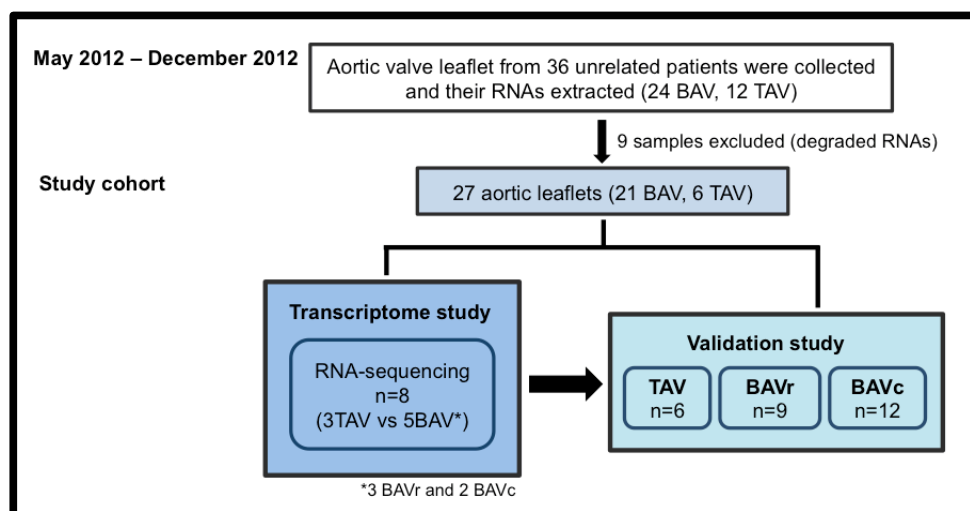 May 2012 – December 2012
Aortic valve leaflet from 36 unrelated patients were collected
and their RNAs extracted (24 BAV, 12 TAV)
9 samples excluded (degraded RNAs)
Study cohort
27 aortic leaflets (21 BAV, 6 TAV)
Transcriptome study
RNA-sequencing
n=8
(3TAV vs 5BAV*)
*3 BAVr and 2 BAVc
Validation study
TAV
n=6
BAVr
n=9
BAVc
n=12